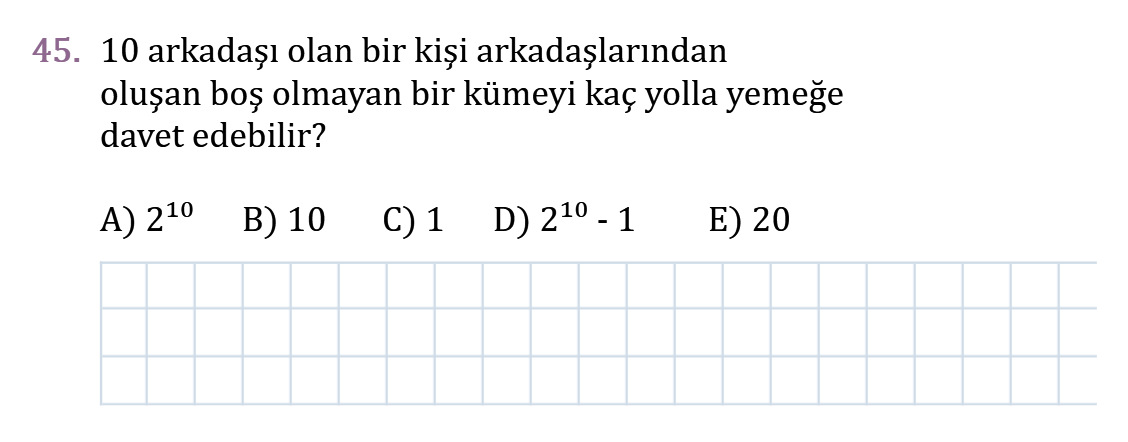 45. 10 arkadaşı olan bir kişi arkadaşlarından
oluşan boş olmayan bir kümeyi kaç yolla yemeğe
davet edebilir?
A) 2¹⁰ B) 10 C) 1 D) 2¹⁰ - 1 E) 20